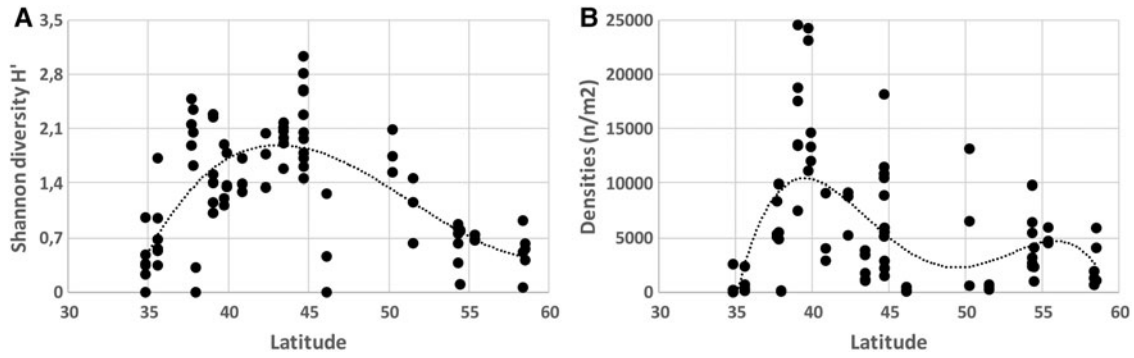 A
B
Shannon diversity H'
3,5
2,8
2,1
1,4
0,7
0
30 35 40 45 50 55 60
Latitude
Densities (n/m2)
25000
20000
15000
10000
5000
0
30 35 40 45 50 55 60
Latitude